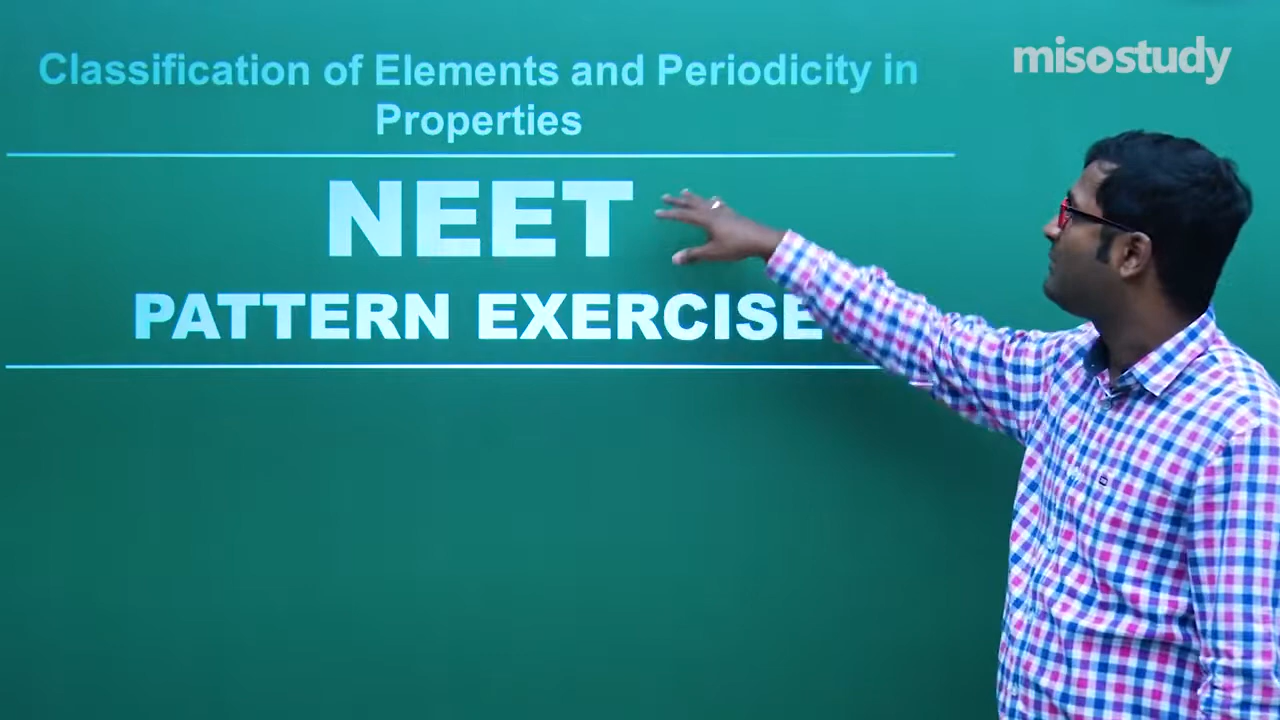 Classification of Elements and Periodicity in
Properties
misostudy
NEET
PATTERN EXERCISE